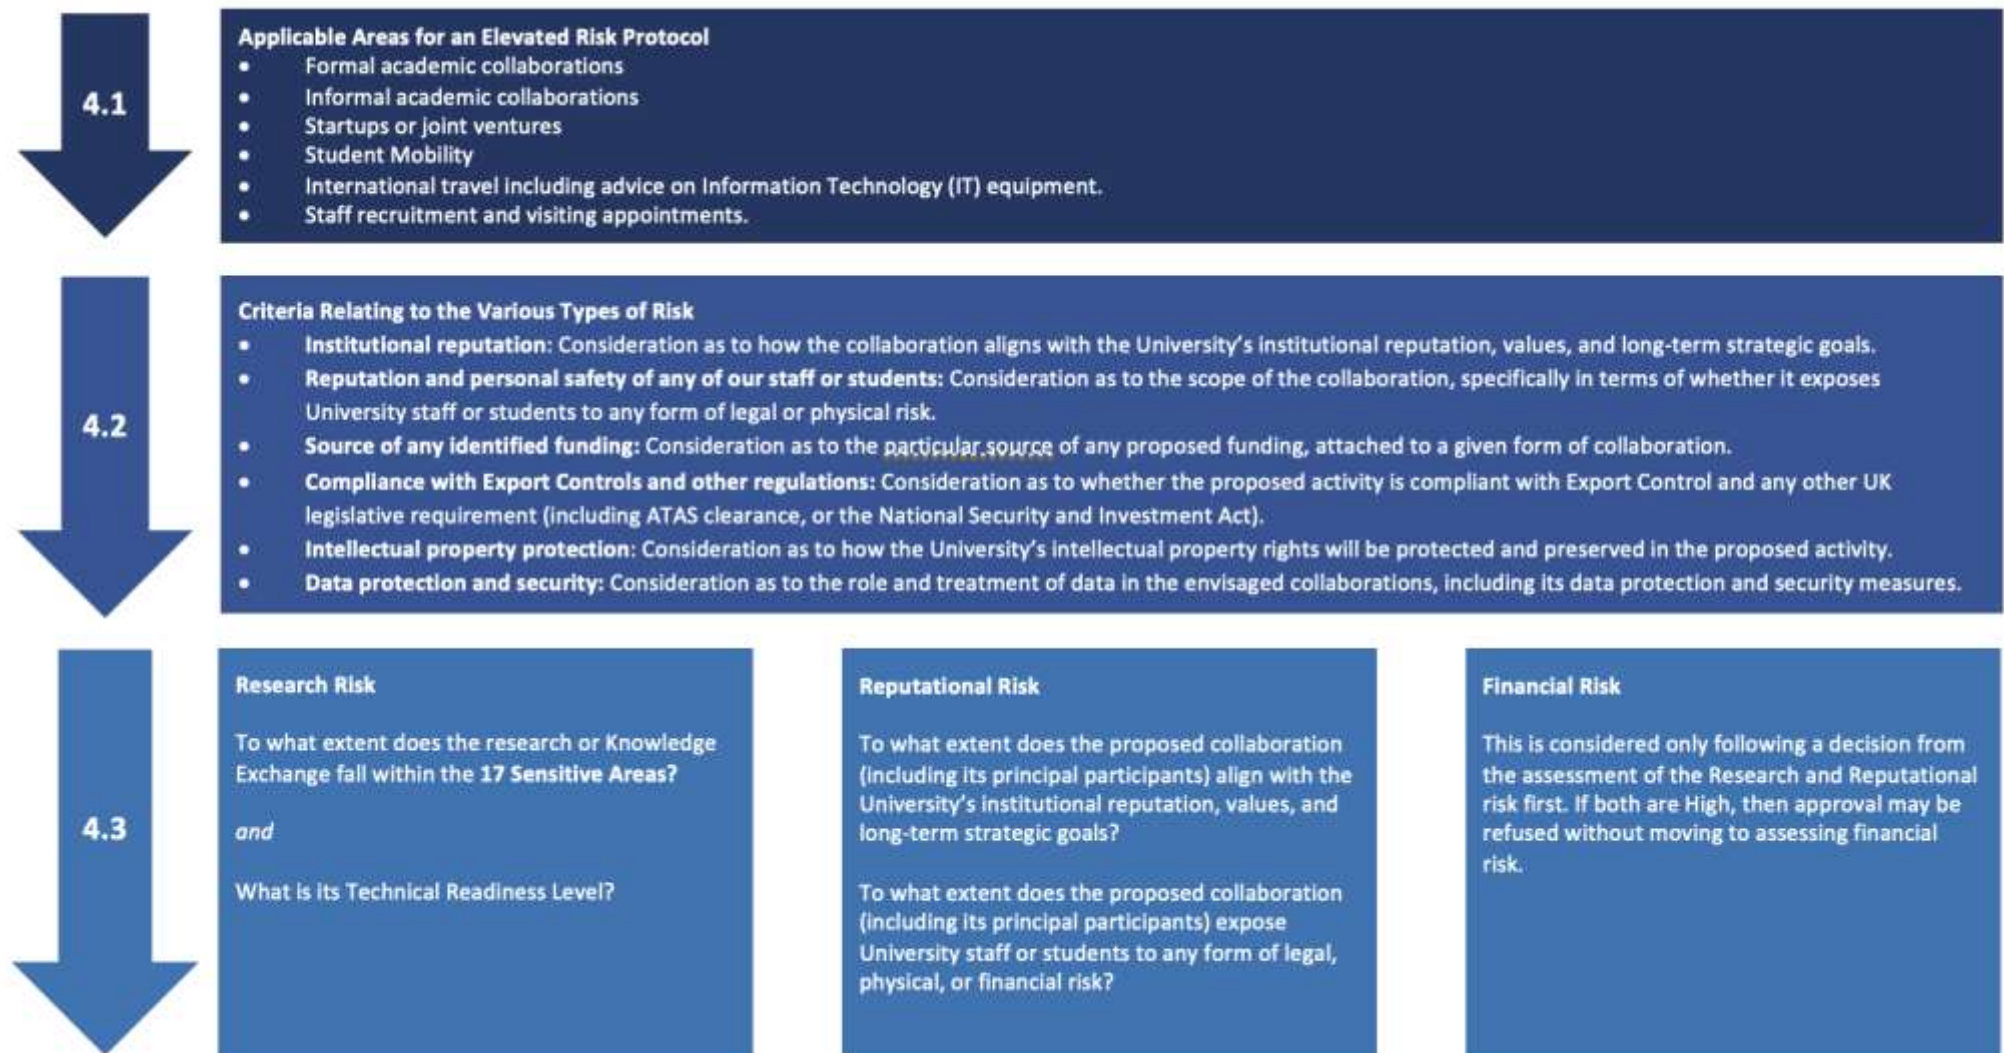 4.1
Applicable Areas for an Elevated Risk Protocol
• Formal academic collaborations
• Informal academic collaborations
• Startups or joint ventures
• Student Mobility
• International travel including advice on Information Technology (IT) equipment.
• Staff recruitment and visiting appointments.
4.2
Criteria Relating to the Various Types of Risk
• Institutional reputation: Consideration as to how the collaboration aligns with the University's institutional reputation, values, and long-term strategic goals.
• Reputation and personal safety of any of our staff or students: Consideration as to the scope of the collaboration, specifically in terms of whether it exposes
University staff or students to any form of legal or physical risk.
• Source of any identified funding: Consideration as to the particular source of any proposed funding, attached to a given form of collaboration.
• Compliance with Export Controls and other regulations: Consideration as to whether the proposed activity is compliant with Export Control and any other UK
legislative requirement (including ATAS clearance, or the National Security and Investment Act).
• Intellectual property protection: Consideration as to how the University's intellectual property rights will be protected and preserved in the proposed activity.
• Data protection and security: Consideration as to the role and treatment of data in the envisaged collaborations, including its data protection and security measures.
4.3
Research Risk
To what extent does the research or Knowledge
Exchange fall within the 17 Sensitive Areas?
and
What is its Technical Readiness Level?
Reputational Risk
To what extent does the proposed collaboration
(including its principal participants) align with the
University's institutional reputation, values, and
long-term strategic goals?
To what extent does the proposed collaboration
(including its principal participants) expose
University staff or students to any form of legal,
physical, or financial risk?
Financial Risk
This is considered only following a decision from
the assessment of the Research and Reputational
risk first. If both are High, then approval may be
refused without moving to assessing financial
risk.